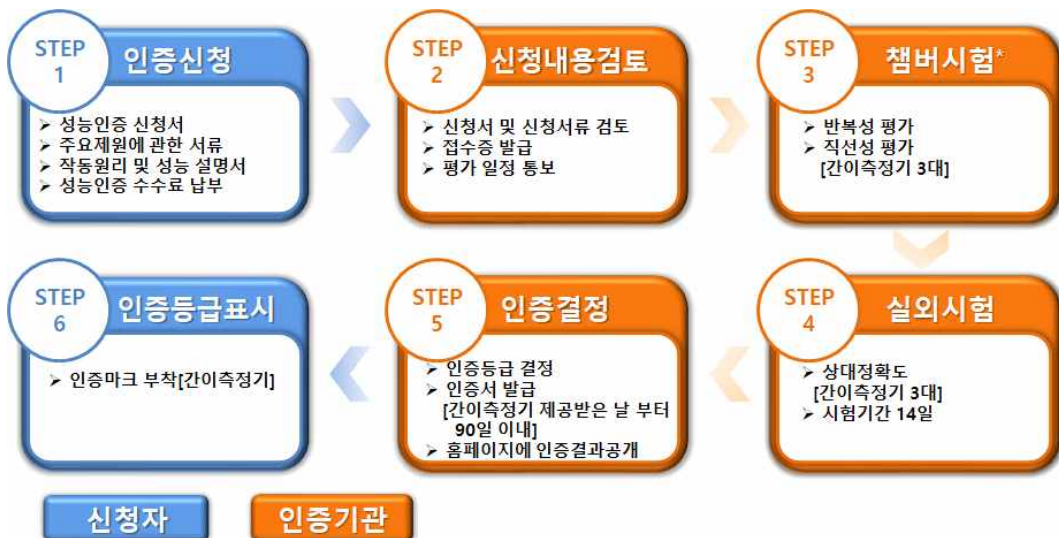 STEP
1
인증신청
➢ 성능인증 신청서
➢ 주요제원에 관한 서류
➢ 작동원리 및 성능 설명서
➢ 성능인증 수수료 납부
STEP
2
신청내용검토
➢ 신청서 및 신청서류 검토
➢ 접수증 발급
➢ 평가 일정 통보
STEP
3
챔버시험*
➢ 반복성 평가
➢ 직선성 평가
[간이측정기 3대]
STEP
4
실외시험
➢ 상대정확도
[간이측정기 3대]
➢ 시험기간 14일
STEP
5
인증결정
➢ 인증등급 결정
➢ 인증서 발급
[간이측정기 제공받은 날 부터
90일 이내]
➢ 홈페이지에 인증결과공개
STEP
6
인증등급표시
➢ 인증마크 부착[간이측정기]
신청자
인증기관